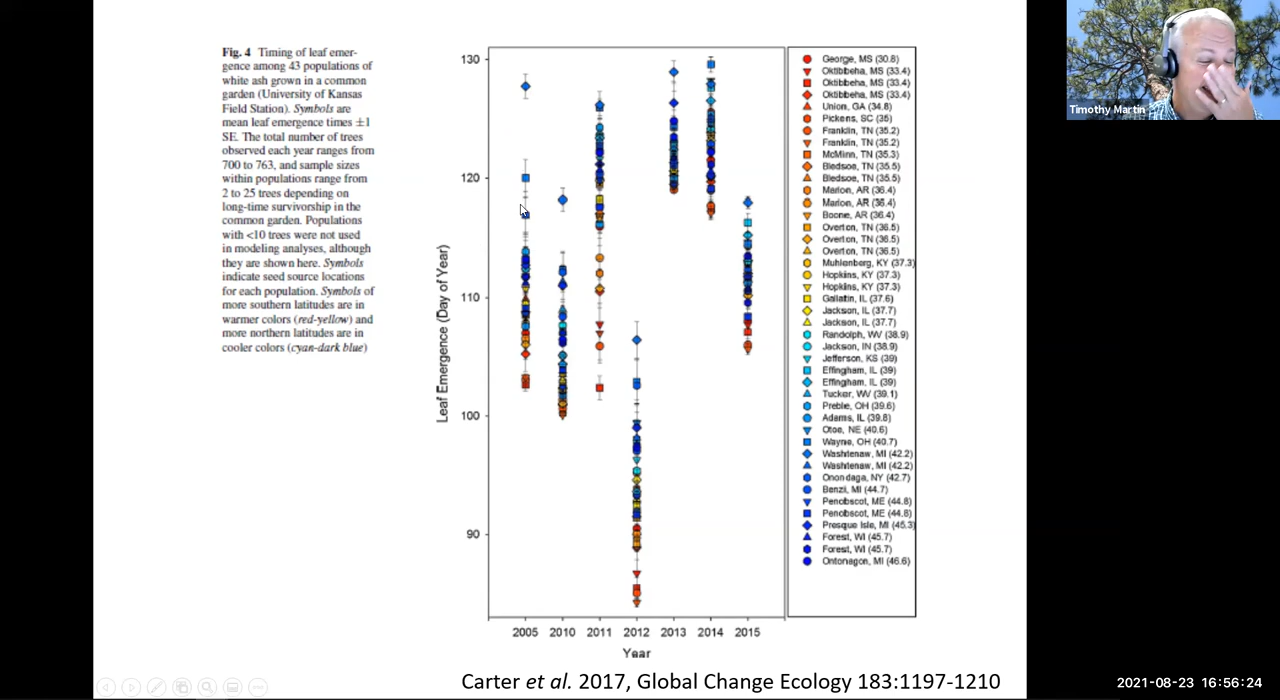 Fig. 4 Timing of leaf emer-
gence among 43 populations of
white ash grown in a common
garden (University of Kansas
Field Station). Symbols are
mean leaf emergence times ±1
SE. The total number of trees
observed each year ranges from
700 to 763, and sample sizes
within populations range from
2 to 25 trees depending on
long-time survivorship in the
common garden. Populations
with <10 trees were not used
in modeling analyses, although
they are shown here. Symbols
indicate seed source locations
for each population. Symbols of
more southern latitudes are in
warmer colors (red-yellow) and
more northern latitudes are in
cooler colors (cyan-dark blue)
Leaf Emergence (Day of Year)
130
120
110
100
90
2005 2010 2011 2012 2013 2014 2015
Year
George, MS (30.8)
Oktibbeha, MS (33.4)
Oktibbeha, MS (33.4)
Oktibbeha, MS (33.4)
Union, GA (34.8)
Pickens, SC (35)
Franklin, TN (35.2)
Franklin, TN (35.2)
McMinn, TN (35.3)
Bledsoe, TN (35.5)
Bledsoe, TN (35.5)
Marion, AR (36.4)
Marion, AR (36.4)
Boone, AR (36.4)
Overton, TN (36.5)
Overton, TN (36.5)
Overton, TN (36.5)
Muhlenberg, KY (37.3)
Hopkins, KY (37.3)
Hopkins, KY (37.3)
Gallatin, IL (37.6)
Jackson, IL (37.7)
Jackson, IL (37.7)
Randolph, WV (38.9)
Jackson, IN (38.9)
Jefferson, KS (39)
Effingham, IL (39)
Effingham, IL (39)
Tucker, WV (39.1)
Preble, OH (39.6)
Adams, IL (39.8)
Otoe, NE (40.6)
Wayne, OH (40.7)
Washtenaw, MI (42.2)
Washtenaw, MI (42.2)
Onondaga, NY (42.7)
Benzi, MI (44.7)
Penobscot, ME (44.8)
Penobscot, ME (44.8)
Presque Isle, MI (45.3)
Forest, WI (45.7)
Forest, WI (45.7)
Ontonagon, MI (46.6)
Carter et al. 2017, Global Change Ecology 183:1197-1210
Timothy Martin
2021-08-23 16:56:24